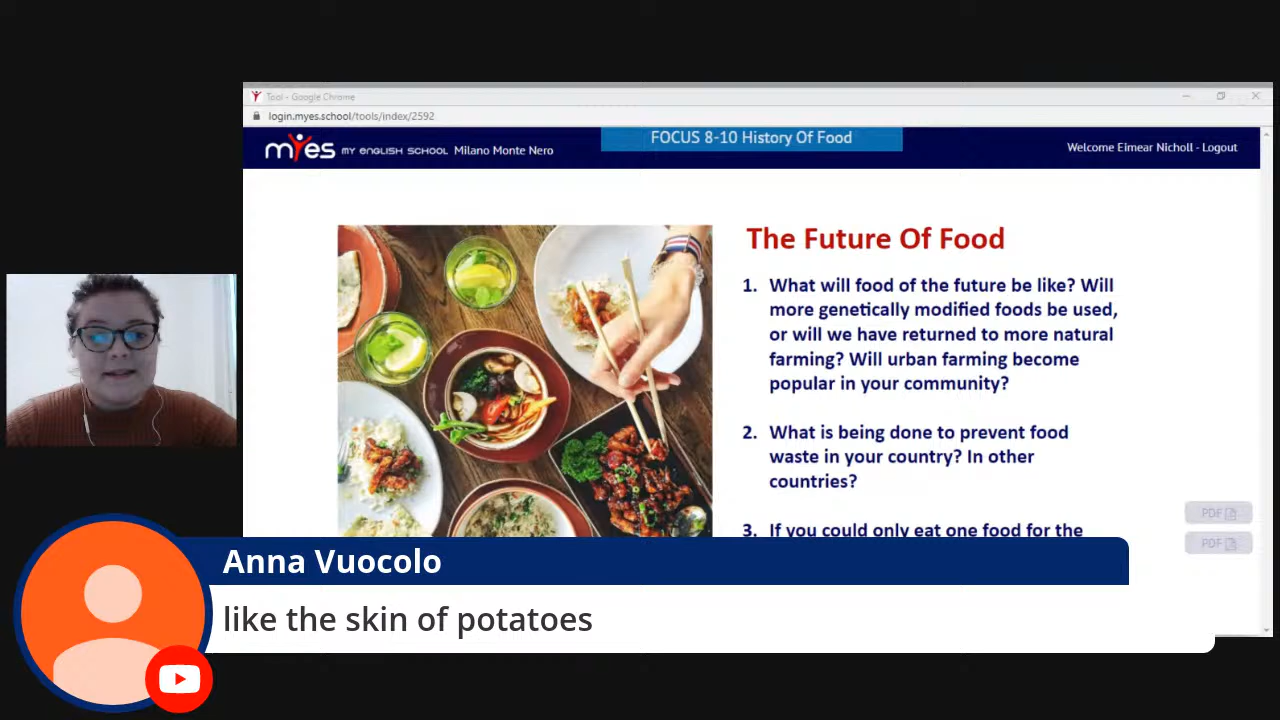 Tool - Google Chrome
login.myes.school/tools/index/2592
FOCUS 8-10 History Of Food
myes MY ENGLISH SCHOOL Milano Monte Nero
Welcome Eimear Nicholl - Logout
The Future Of Food
1. What will food of the future be like? Will
more genetically modified foods be used,
or will we have returned to more natural
farming? Will urban farming become
popular in your community?
2. What is being done to prevent food
waste in your country? In other
countries?
3. If you could only eat one food for the
PDF
PDF
Anna Vuocolo
like the skin of potatoes